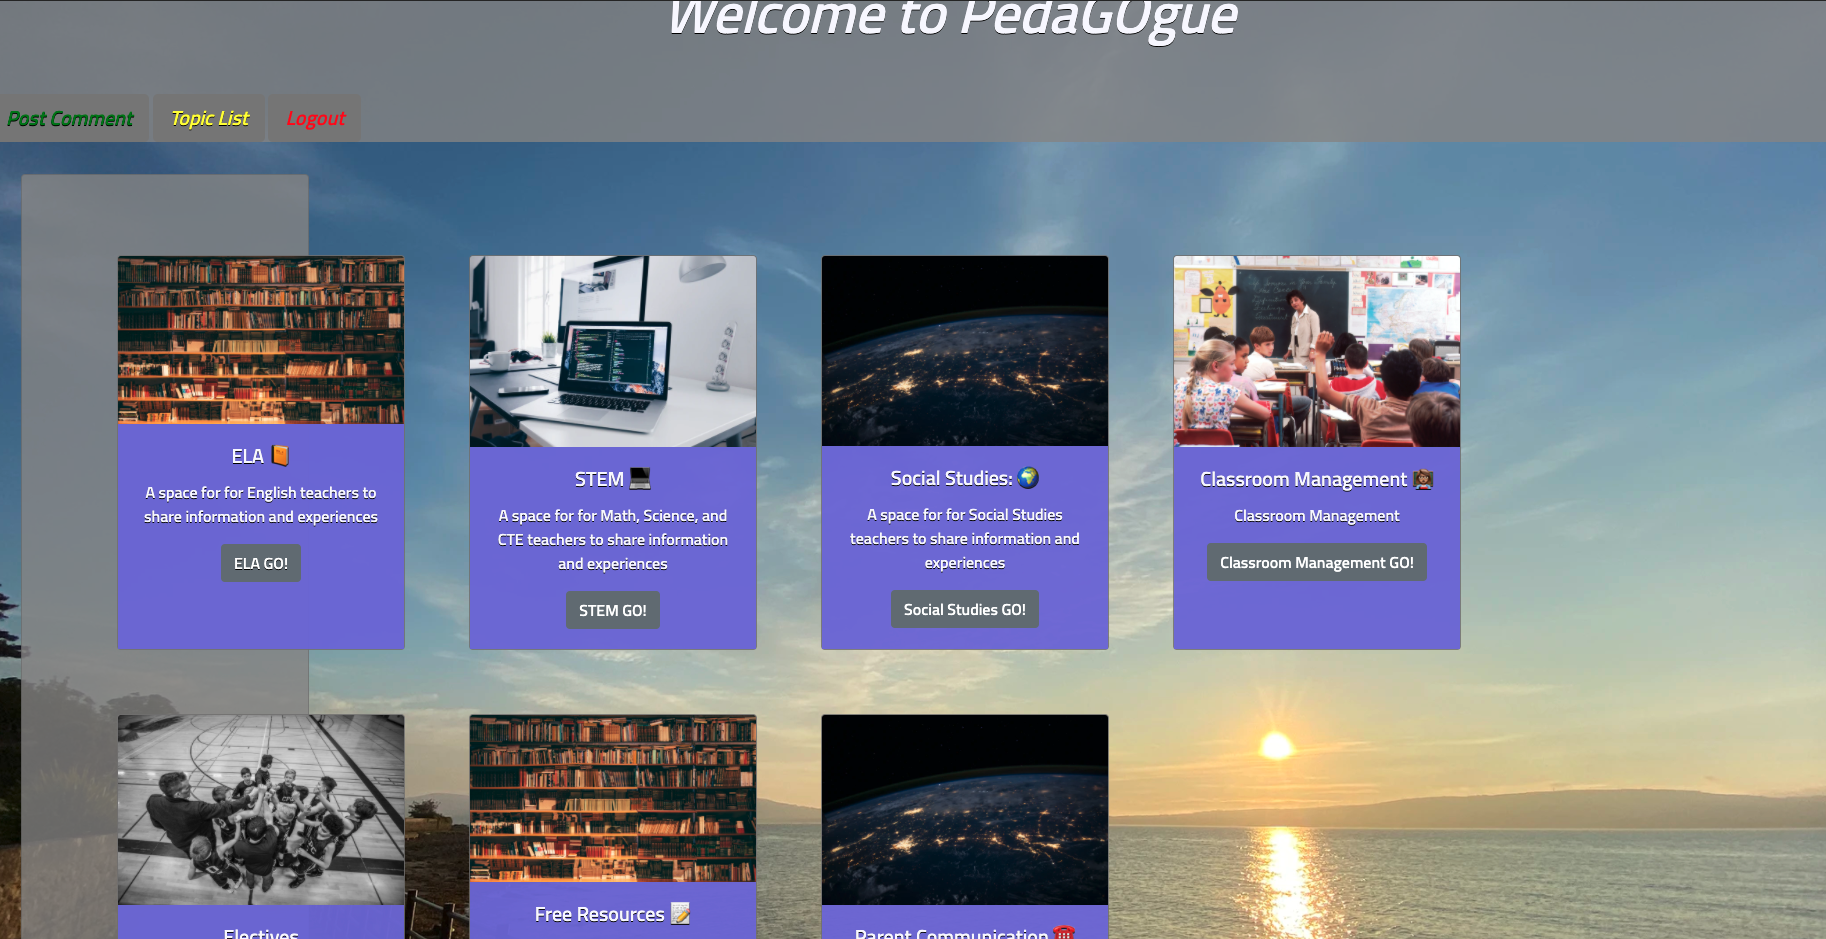 Welcome to PedaGOgue
Post Comment
Topic List
Logout
ELA
A space for for English teachers to
share information and experiences
ELA GO!
STEM
A space for for Math, Science, and
CTE teachers to share information
and experiences
STEM GO!
Social Studies:
A space for for Social Studies
teachers to share information and
experiences
Social Studies GO!
Classroom Management
Classroom Management
Classroom Management GO!
Electives
Free Resources
Parent Communication